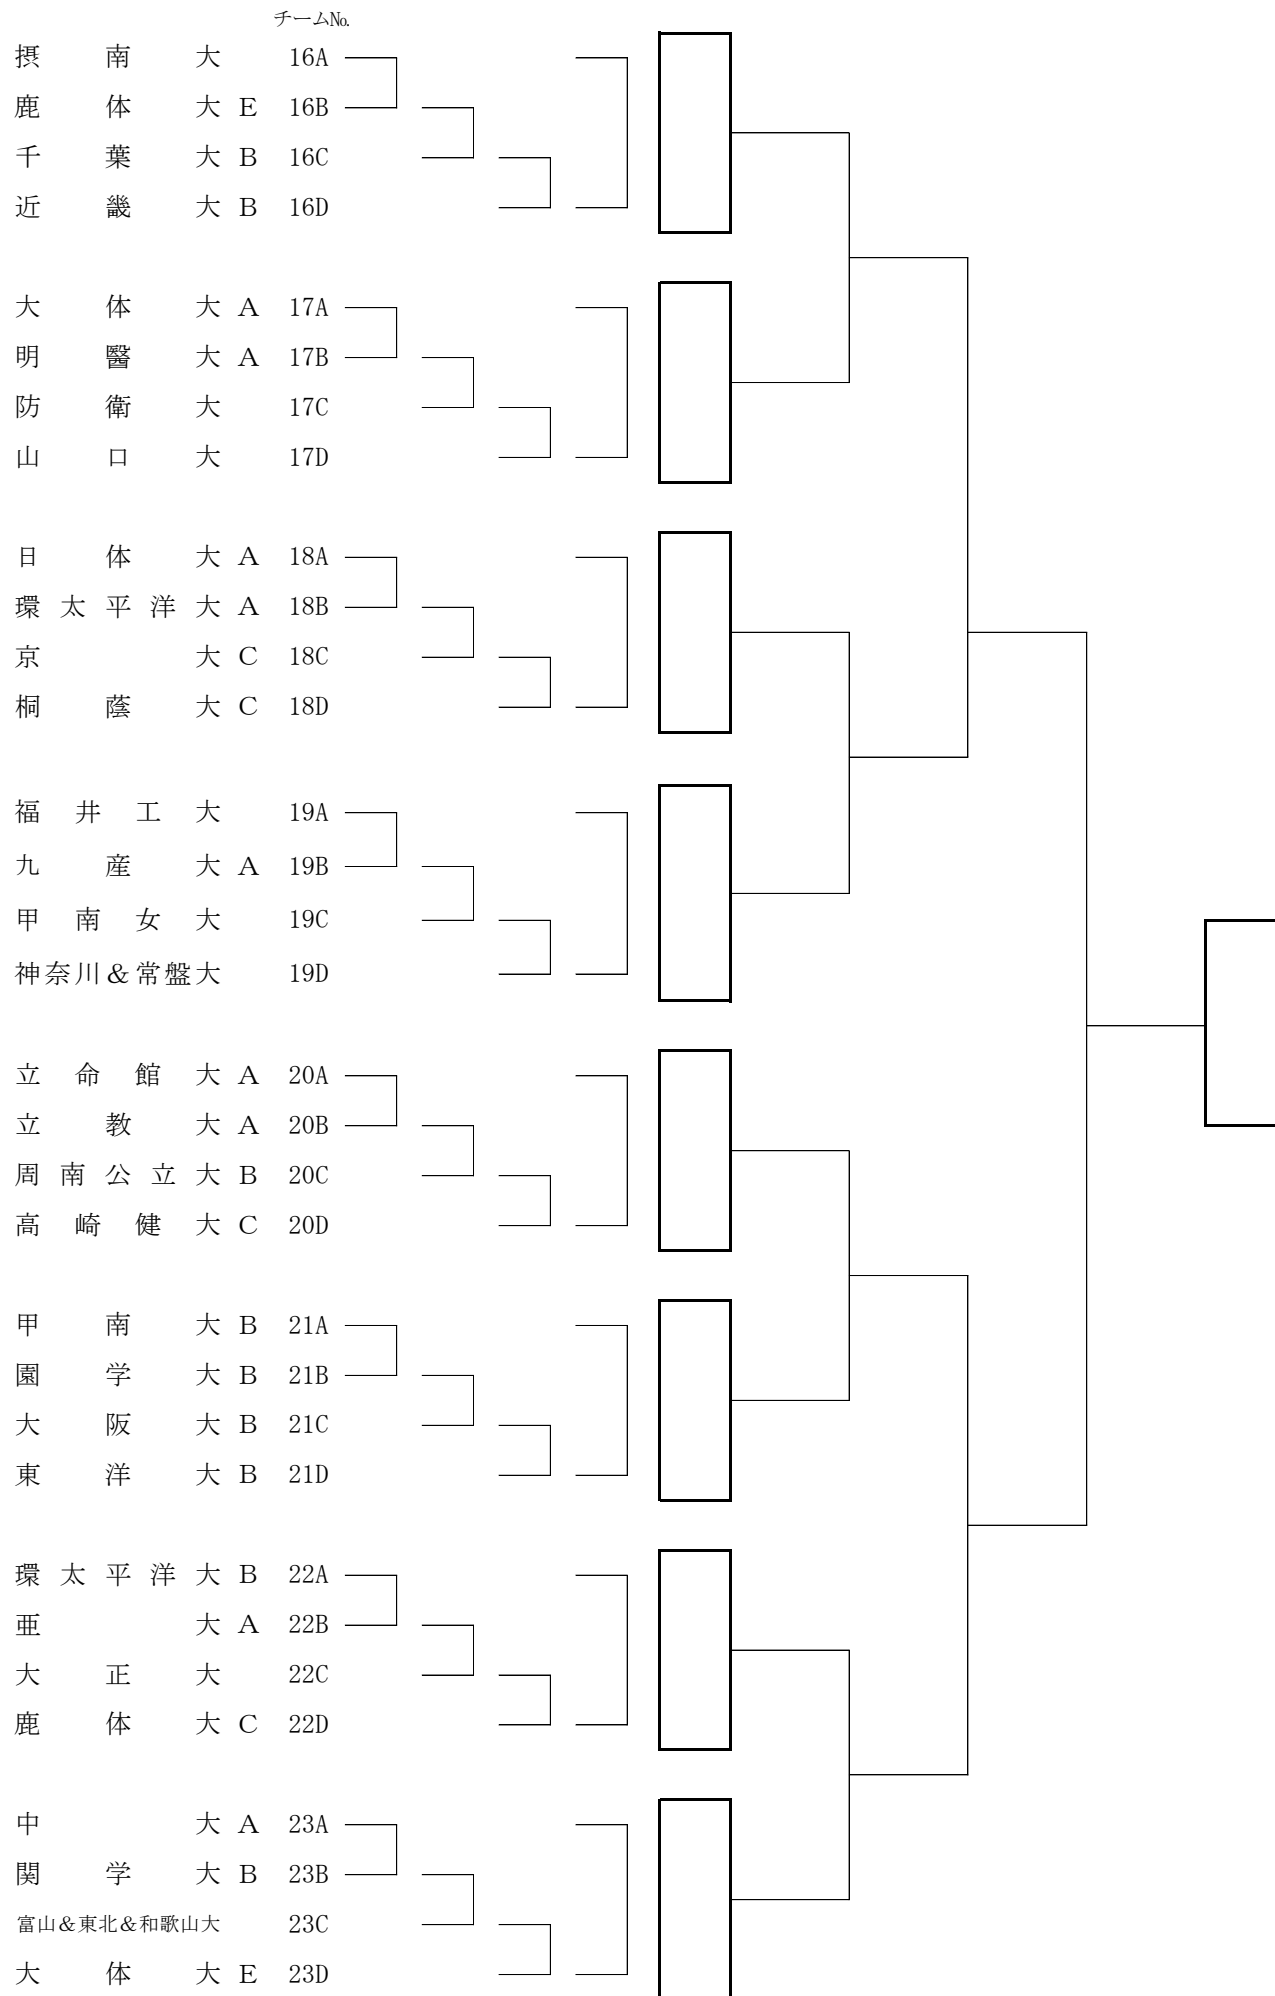 チームNo.
摂南大 16A
鹿体大 E 16B
千葉大 B 16C
近畿大 B 16D
大体大 A 17A
明醫大 A 17B
防衛大 17C
山口大 17D
日体大 A 18A
環太平洋大 A 18B
京大 C 18C
桐蔭大 C 18D
福井工大 19A
九産大 A 19B
甲南女大 19C
神奈川&常盤大 19D
立命館大 A 20A
立教大 A 20B
周南公立大 B 20C
高崎健大 C 20D
甲南大 B 21A
園学大 B 21B
大阪大 B 21C
東洋大 B 21D
環太平洋大 B 22A
亜大 A 22B
大正大 22C
鹿体大 C 22D
中大 A 23A
関学大 B 23B
富山&東北&和歌山大 23C
大体大 E 23D